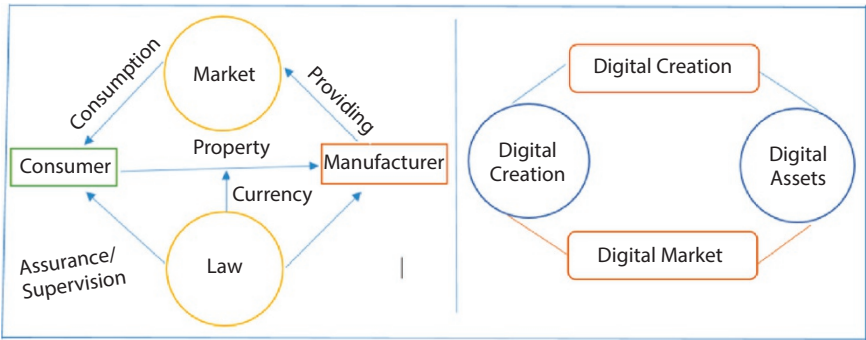 Market
Consumption
Providing
Consumer
Property
Manufacturer
Currency
Law
Assurance/
Supervision
Digital Creation
Digital
Creation
Digital
Assets
Digital Market